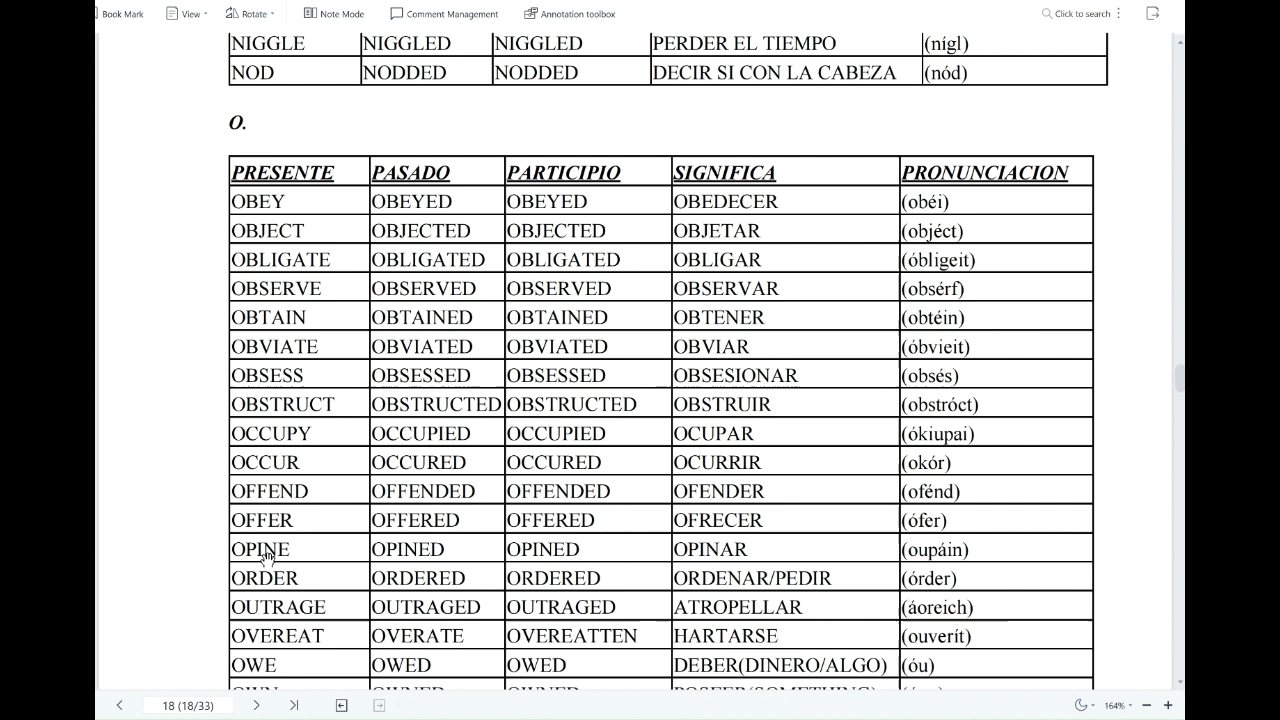 Book Mark View Rotate Note Mode Comment Management Annotation toolbox Click to search
NIGGLE NIGGLED NIGGLED PERDER EL TIEMPO (nígl)
NOD NODDED NODDED DECIR SI CON LA CABEZA (nód)
O.
PRESENTE PASADO PARTICIPIO SIGNIFICA PRONUNCIACION
OBEY OBEYED OBEYED OBEDECER (obéi)
OBJECT OBJECTED OBJECTED OBJETAR (objéct)
OBLIGATE OBLIGATED OBLIGATED OBLIGAR (óbligeit)
OBSERVE OBSERVED OBSERVED OBSERVAR (obsérf)
OBTAIN OBTAINED OBTAINED OBTENER (obtéin)
OBVIATE OBVIATED OBVIATED OBVIAR (óbvieit)
OBSESS OBSESSED OBSESSED OBSESIONAR (obsés)
OBSTRUCT OBSTRUCTED OBSTRUCTED OBSTRUIR (obstróct)
OCCUPY OCCUPIED OCCUPIED OCUPAR (ókiupai)
OCCUR OCCURED OCCURED OCURRIR (okór)
OFFEND OFFENDED OFFENDED OFENDER (ofénd)
OFFER OFFERED OFFERED OFRECER (ófer)
OPINE OPINED OPINED OPINAR (oupáin)
ORDER ORDERED ORDERED ORDENAR/PEDIR (órder)
OUTRAGE OUTRAGED OUTRAGED ATROPELLAR (áoreich)
OVEREAT OVERATE OVEREATTEN HARTARSE (ouverít)
OWE OWED OWED DEBER(DINERO/ALGO) (óu)
OWN OWNED OWNED POSEER(SOMETHING)
18 (18/33) 164%